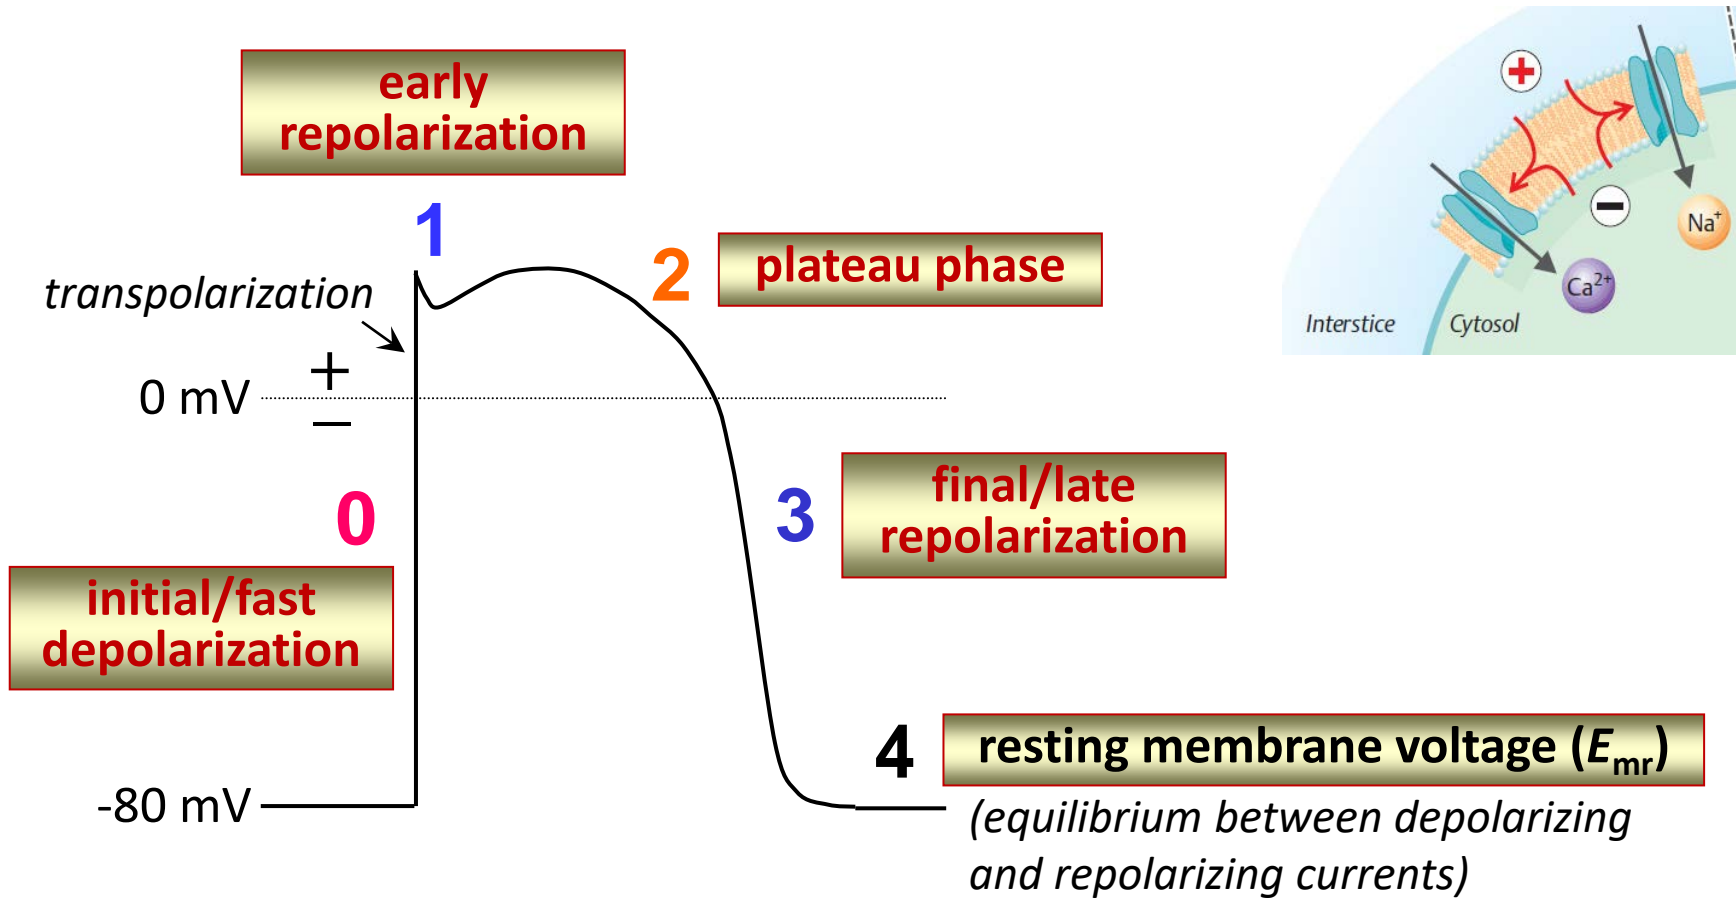 early
repolarization
1
2
plateau phase
transpolarization
+
0 mV
−
0
initial/fast
depolarization
3
final/late
repolarization
4
resting membrane voltage (Emr)
-80 mV
(equilibrium between depolarizing
and repolarizing currents)
+
−
Na+
Ca2+
Interstice
Cytosol